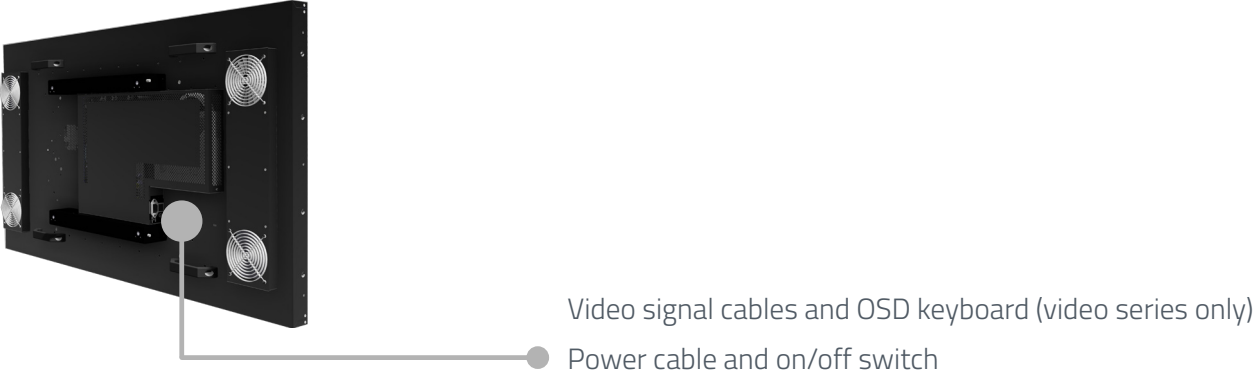 Video signal cables and OSD keyboard (video series only)
Power cable and on/off switch